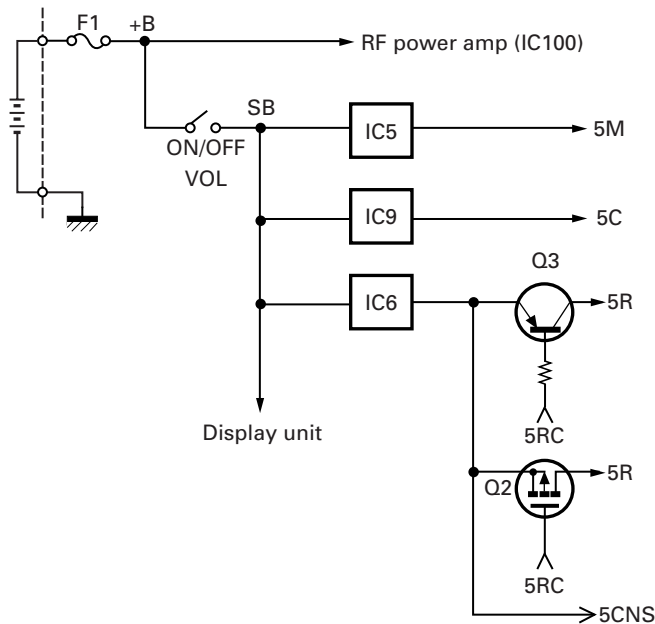 F1
+B
RF power amp (IC100)
SB
ON/OFF
VOL
IC5
5M
IC9
5C
Q3
IC6
5R
Display unit
5RC
Q2
5R
5RC
5CNS